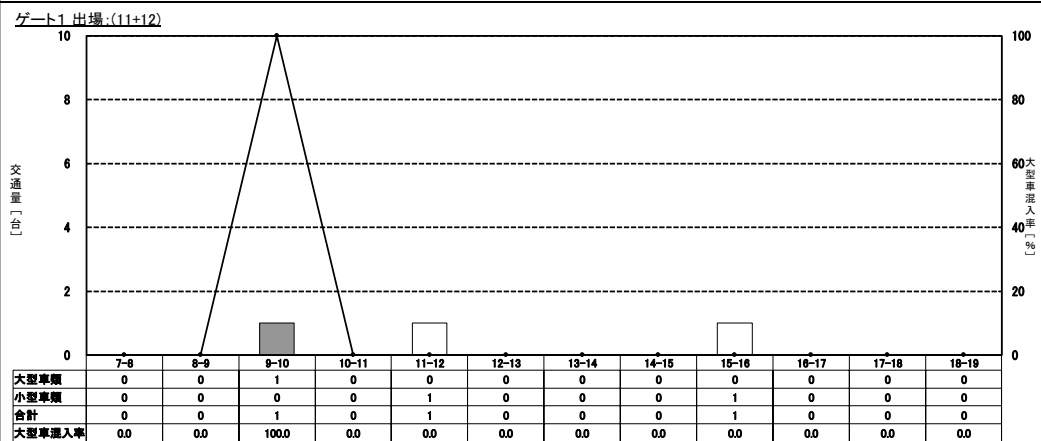 ゲート1 出場:(11+12)
10
100
8
80
6
60
4
40
2
20
0
0
交通量[台]
大型車混入率[%]
7-8 8-9 9-10 10-11 11-12 12-13 13-14 14-15 15-16 16-17 17-18 18-19
大型車類 0 0 1 0 0 0 0 0 0 0 0 0
小型車類 0 0 0 0 1 0 0 0 1 0 0 0
合計 0 0 1 0 1 0 0 0 1 0 0 0
大型車混入率 0.0 0.0 100.0 0.0 0.0 0.0 0.0 0.0 0.0 0.0 0.0 0.0